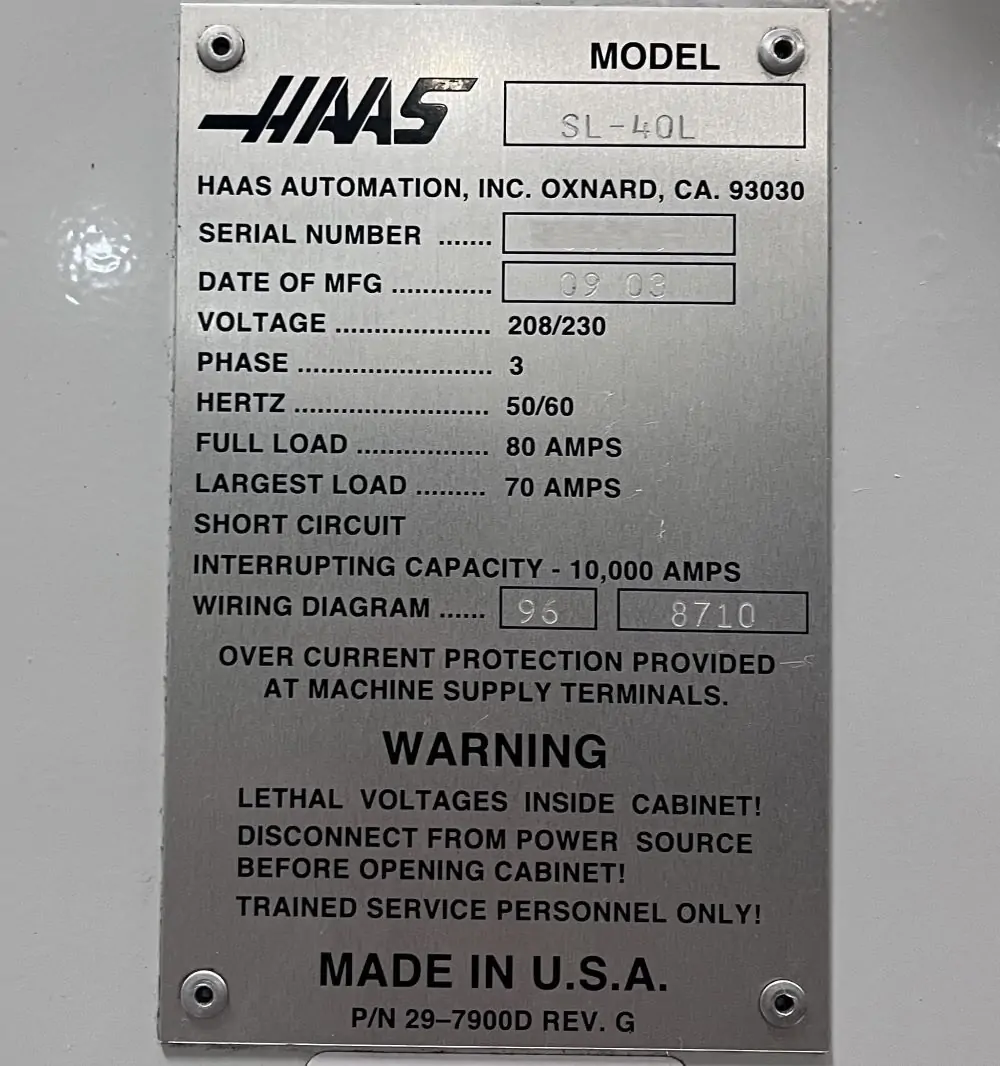 MODEL
HAAS SL-40L
HAAS AUTOMATION, INC. OXNARD, CA. 93030
SERIAL NUMBER .......
DATE OF MFG ............. 09 03
VOLTAGE .................... 208/230
PHASE ......................... 3
HERTZ ......................... 50/60
FULL LOAD ................. 80 AMPS
LARGEST LOAD ......... 70 AMPS
SHORT CIRCUIT
INTERRUPTING CAPACITY - 10,000 AMPS
WIRING DIAGRAM ...... 96 8710
OVER CURRENT PROTECTION PROVIDED
AT MACHINE SUPPLY TERMINALS.
WARNING
LETHAL VOLTAGES INSIDE CABINET!
DISCONNECT FROM POWER SOURCE
BEFORE OPENING CABINET!
TRAINED SERVICE PERSONNEL ONLY!
MADE IN U.S.A.
P/N 29–7900D REV. G